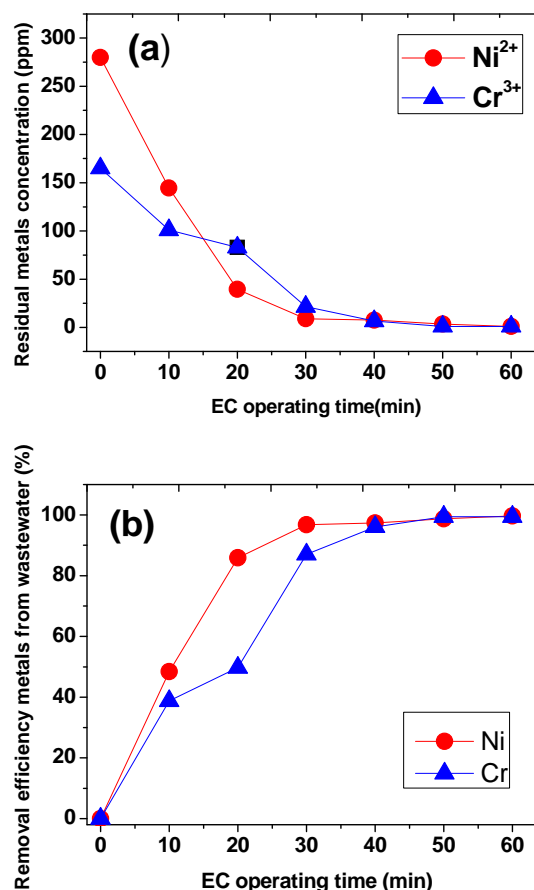 (a)
Ni2+
Cr3+
Residual metals concentration (ppm)
300
250
200
150
100
50
0
0 10 20 30 40 50 60
EC operating time(min)
(b)
Ni
Cr
Removal efficiency metals from wastewater (%)
100
80
60
40
20
0
0 10 20 30 40 50 60
EC operating time (min)